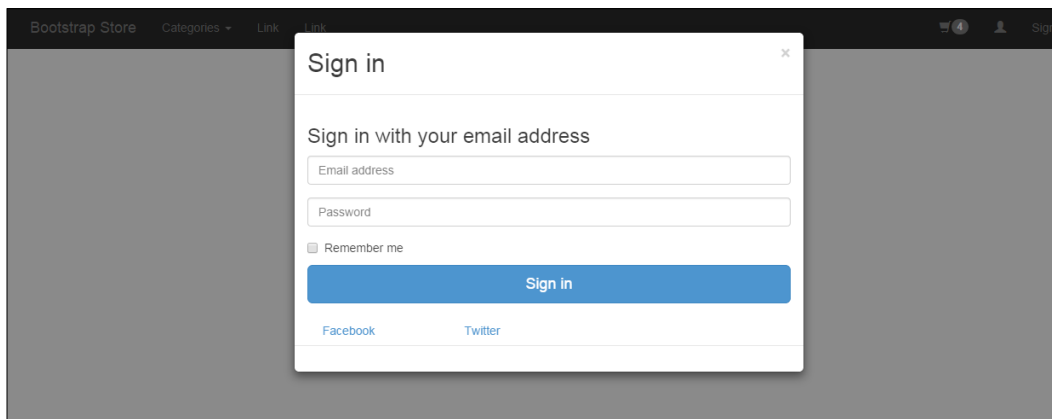 Bootstrap Store Categories Link Link 4 Sign
Sign in ×
Sign in with your email address
Email address
Password
Remember me
Sign in
Facebook Twitter